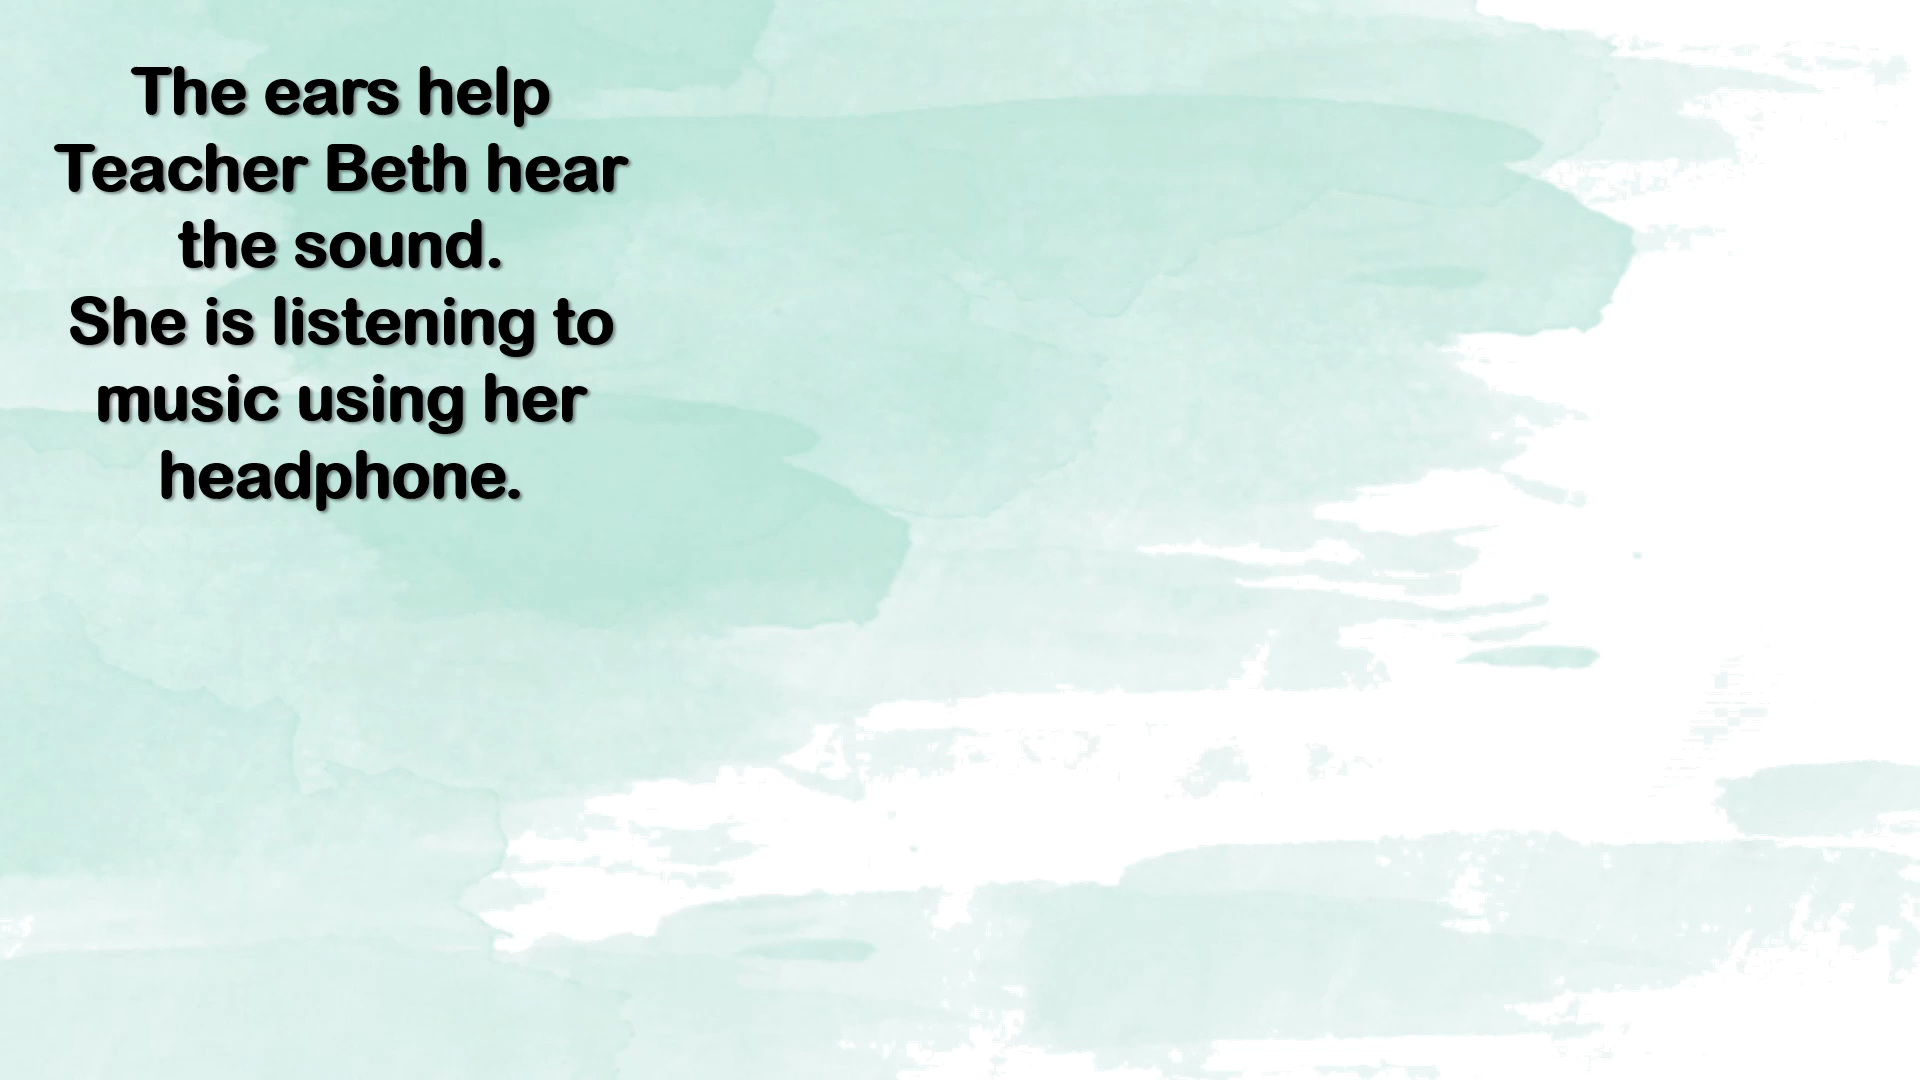 The ears help
Teacher Beth hear
the sound.
She is listening to
music using her
headphone.